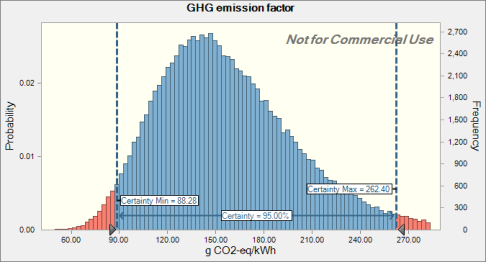 GHG emission factor
Not for Commercial Use
Probability
0.02
0.01
0.00
2,700
2,400
2,100
1,800
1,500
1,200
900
600
300
0
Frequency
Certainty Max = 262.40
Certainty Min = 88.28
Certainty = 95.00%
60.00 90.00 120.00 150.00 180.00 210.00 240.00 270.00
g CO2-eq/kWh